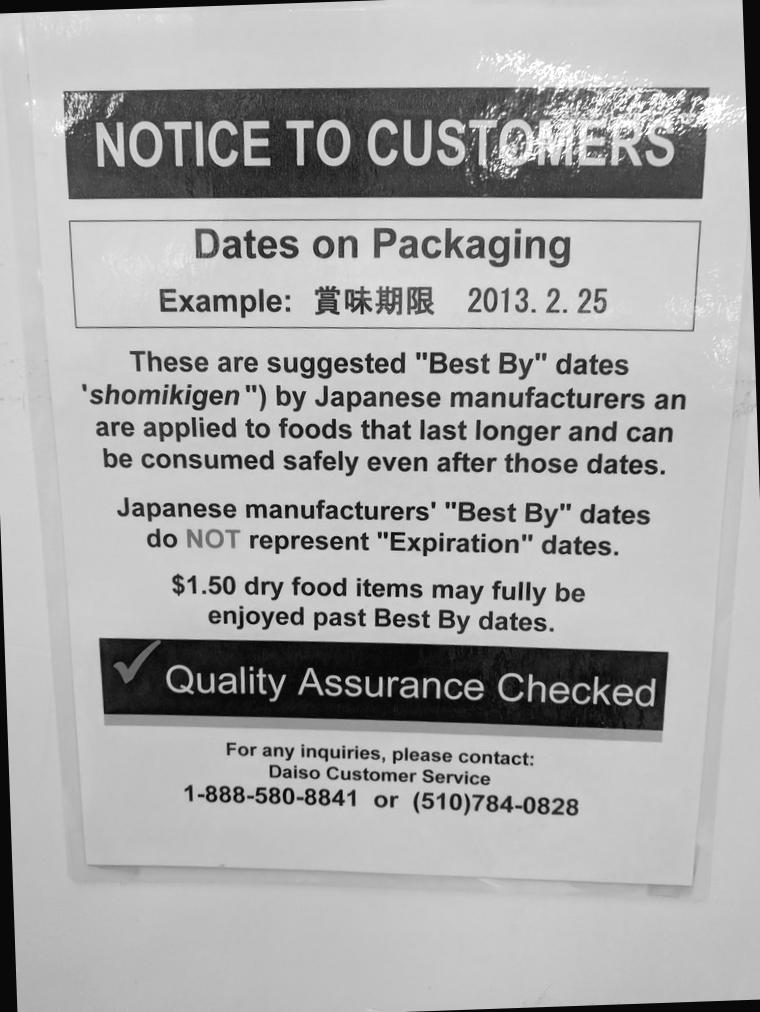 NOTICE TO CUSTOMERS
Dates on Packaging
Example: 賞味期限 2013. 2. 25
These are suggested "Best By" dates
'shomikigen") by Japanese manufacturers an
are applied to foods that last longer and can
be consumed safely even after those dates.
Japanese manufacturers' "Best By" dates
do NOT represent "Expiration" dates.
$1.50 dry food items may fully be
enjoyed past Best By dates.
Quality Assurance Checked
For any inquiries, please contact:
Daiso Customer Service
1-888-580-8841 or (510)784-0828